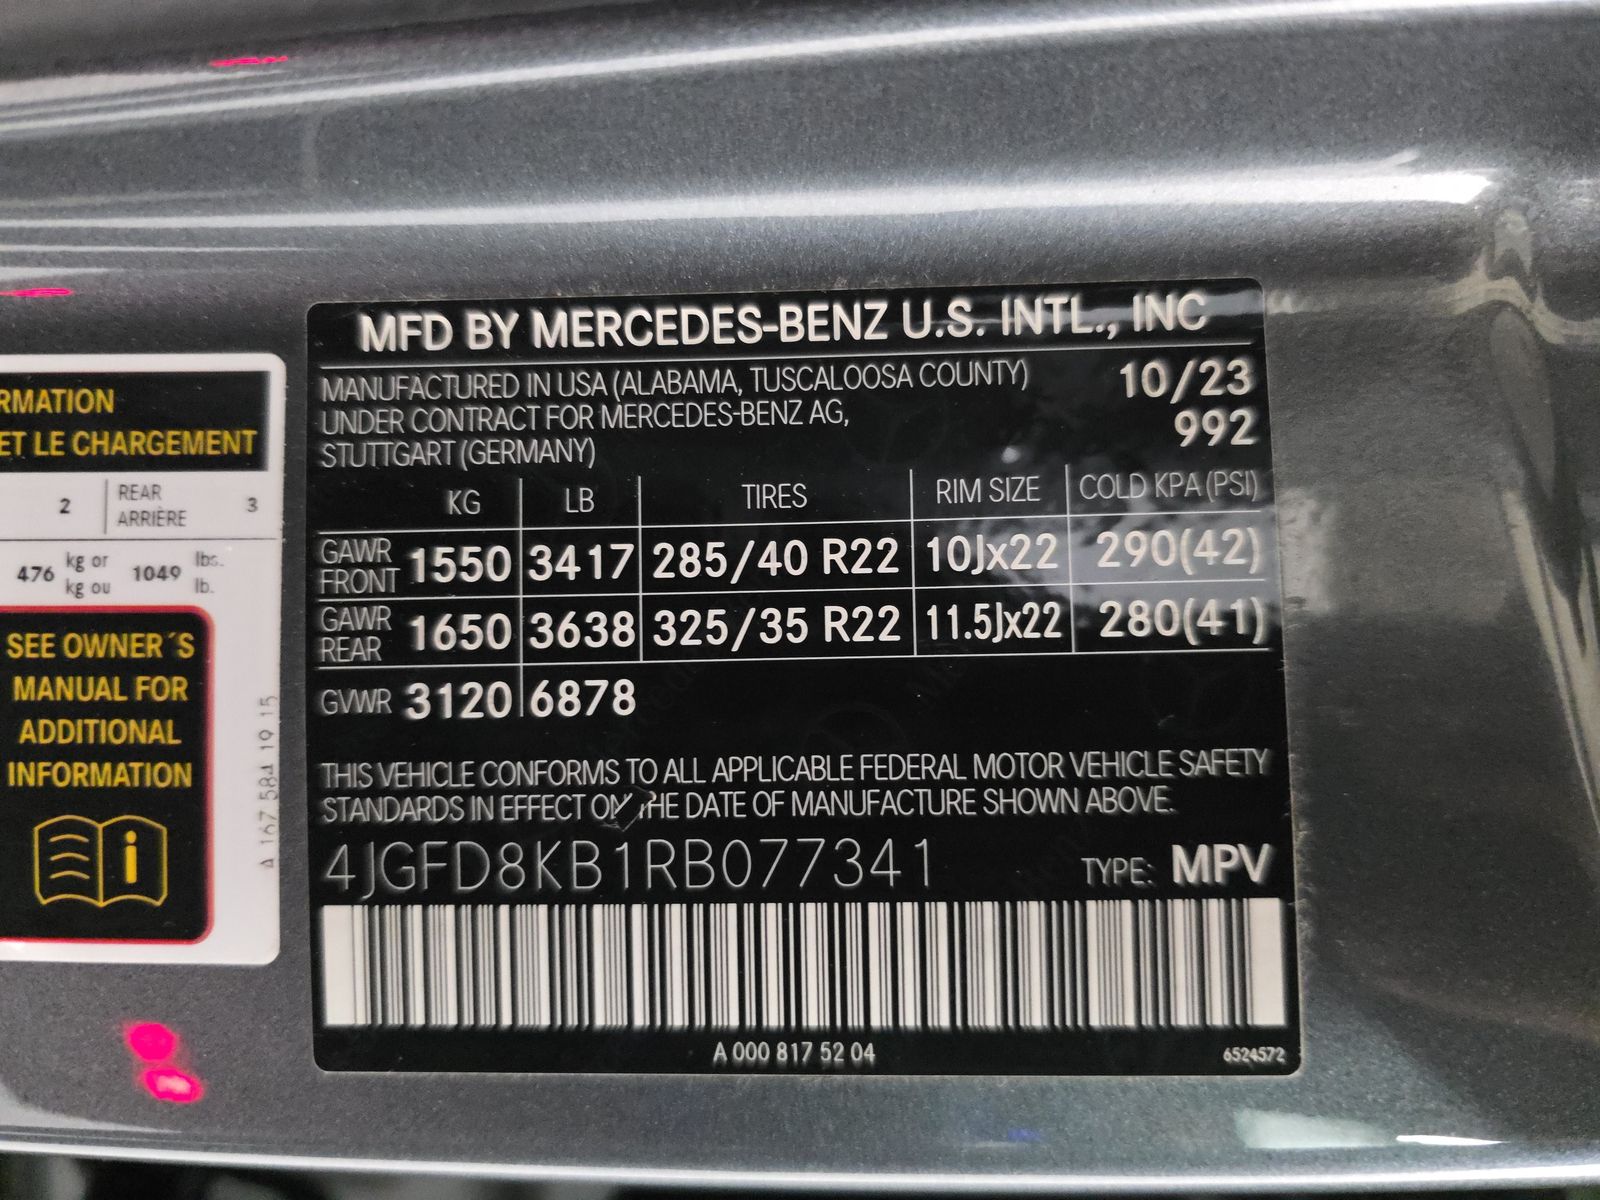 RMATION
ET LE CHARGEMENT
2 REAR ARRIÈRE 3
476 kg or kg ou 1049 lbs. lb.
SEE OWNER´S
MANUAL FOR
ADDITIONAL
INFORMATION
i
A 167 584 19 15
MFD BY MERCEDES-BENZ U.S. INTL., INC
MANUFACTURED IN USA (ALABAMA, TUSCALOOSA COUNTY) 10/23
UNDER CONTRACT FOR MERCEDES-BENZ AG, 992
STUTTGART (GERMANY)
KG LB TIRES RIM SIZE COLD KPA (PSI)
GAWR FRONT 1550 3417 285/40 R22 10Jx22 290(42)
GAWR REAR 1650 3638 325/35 R22 11.5Jx22 280(41)
GVWR 3120 6878
THIS VEHICLE CONFORMS TO ALL APPLICABLE FEDERAL MOTOR VEHICLE SAFETY
STANDARDS IN EFFECT ON THE DATE OF MANUFACTURE SHOWN ABOVE.
4JGFD8KB1RB077341 TYPE: MPV
A 000 817 52 04 6524572